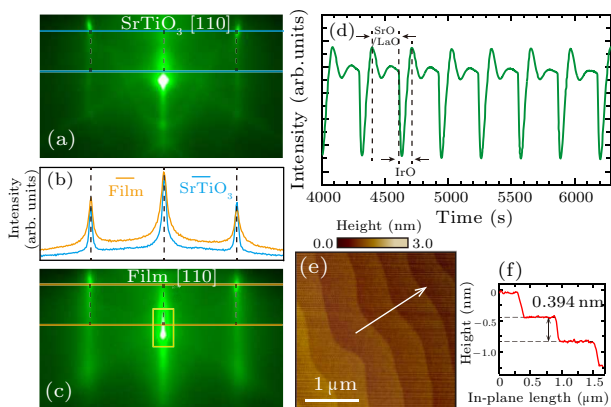 SrTiO3 [110]
(a)
(b)
Intensity
(arb. units)
Film
SrTiO3
Film [110]
(c)
(d)
Intensity (arb.units)
SrO
/LaO
IrO
4000 4500 5000 5500 6000
Time (s)
Height (nm)
0.0 3.0
(e)
1 μm
(f)
Height (nm)
0
−0.5
−1.0
0.394 nm
0 0.5 1.0 1.5
In-plane length (μm)